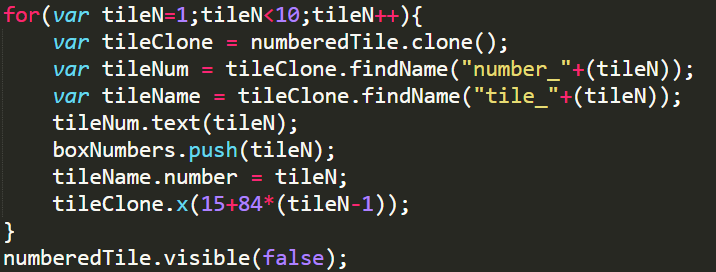 for(var tileN=1;tileN<10;tileN++){
    var tileClone = numberedTile.clone();
    var tileNum = tileClone.findName("number_"+(tileN));
    var tileName = tileClone.findName("tile_"+(tileN));
    tileNum.text(tileN);
    boxNumbers.push(tileN);
    tileName.number = tileN;
    tileClone.x(15+84*(tileN-1));
}
numberedTile.visible(false);